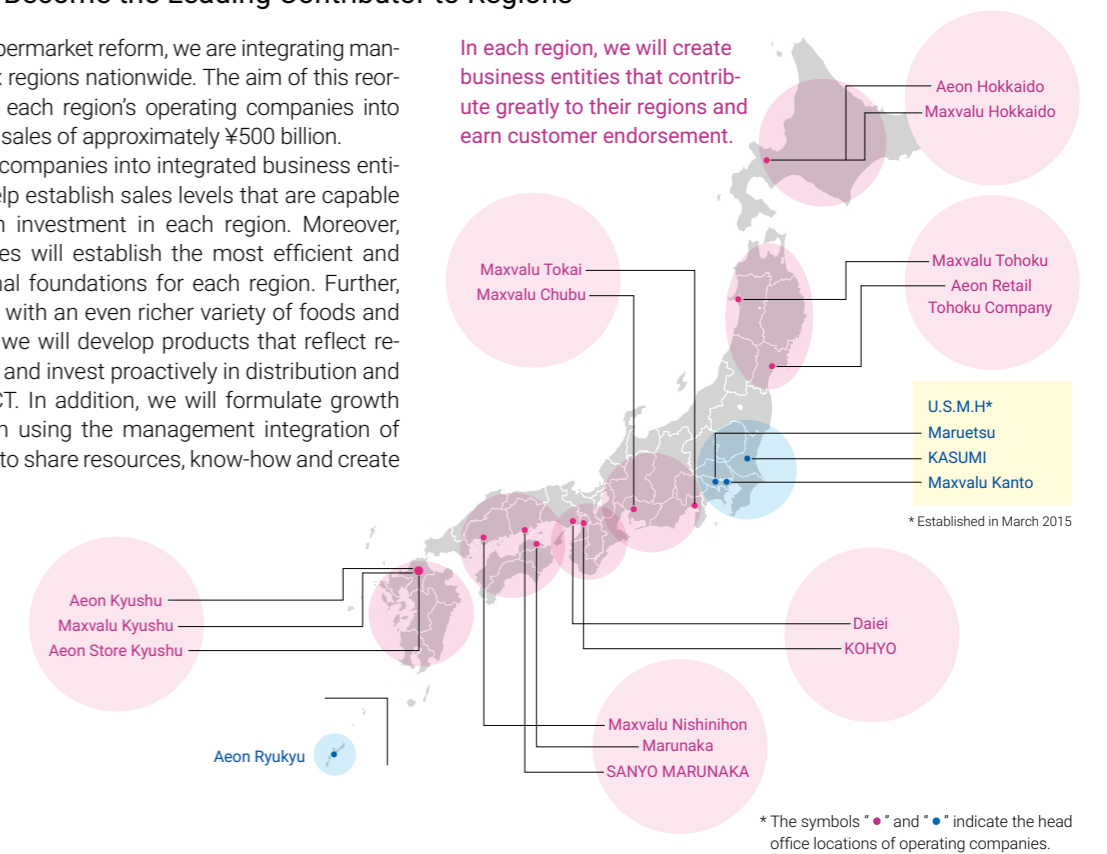 Become the Leading Contributor to Regions
permarket reform, we are integrating man-
regions nationwide. The aim of this reor-
each region's operating companies into
sales of approximately ¥500 billion.
companies into integrated business enti-
elp establish sales levels that are capable
investment in each region. Moreover,
es will establish the most efficient and
nal foundations for each region. Further,
with an even richer variety of foods and
we will develop products that reflect re-
and invest proactively in distribution and
CT. In addition, we will formulate growth
using the management integration of
to share resources, know-how and create
In each region, we will create
business entities that contrib-
ute greatly to their regions and
earn customer endorsement.
Aeon Hokkaido
Maxvalu Hokkaido
Maxvalu Tohoku
Aeon Retail
Tohoku Company
Maxvalu Tokai
Maxvalu Chubu
U.S.M.H*
Maruetsu
KASUMI
Maxvalu Kanto
* Established in March 2015
Aeon Kyushu
Maxvalu Kyushu
Aeon Store Kyushu
Daiei
KOHYO
Maxvalu Nishinihon
Marunaka
SANYO MARUNAKA
Aeon Ryukyu
* The symbols " ● " and " ● " indicate the head
office locations of operating companies.